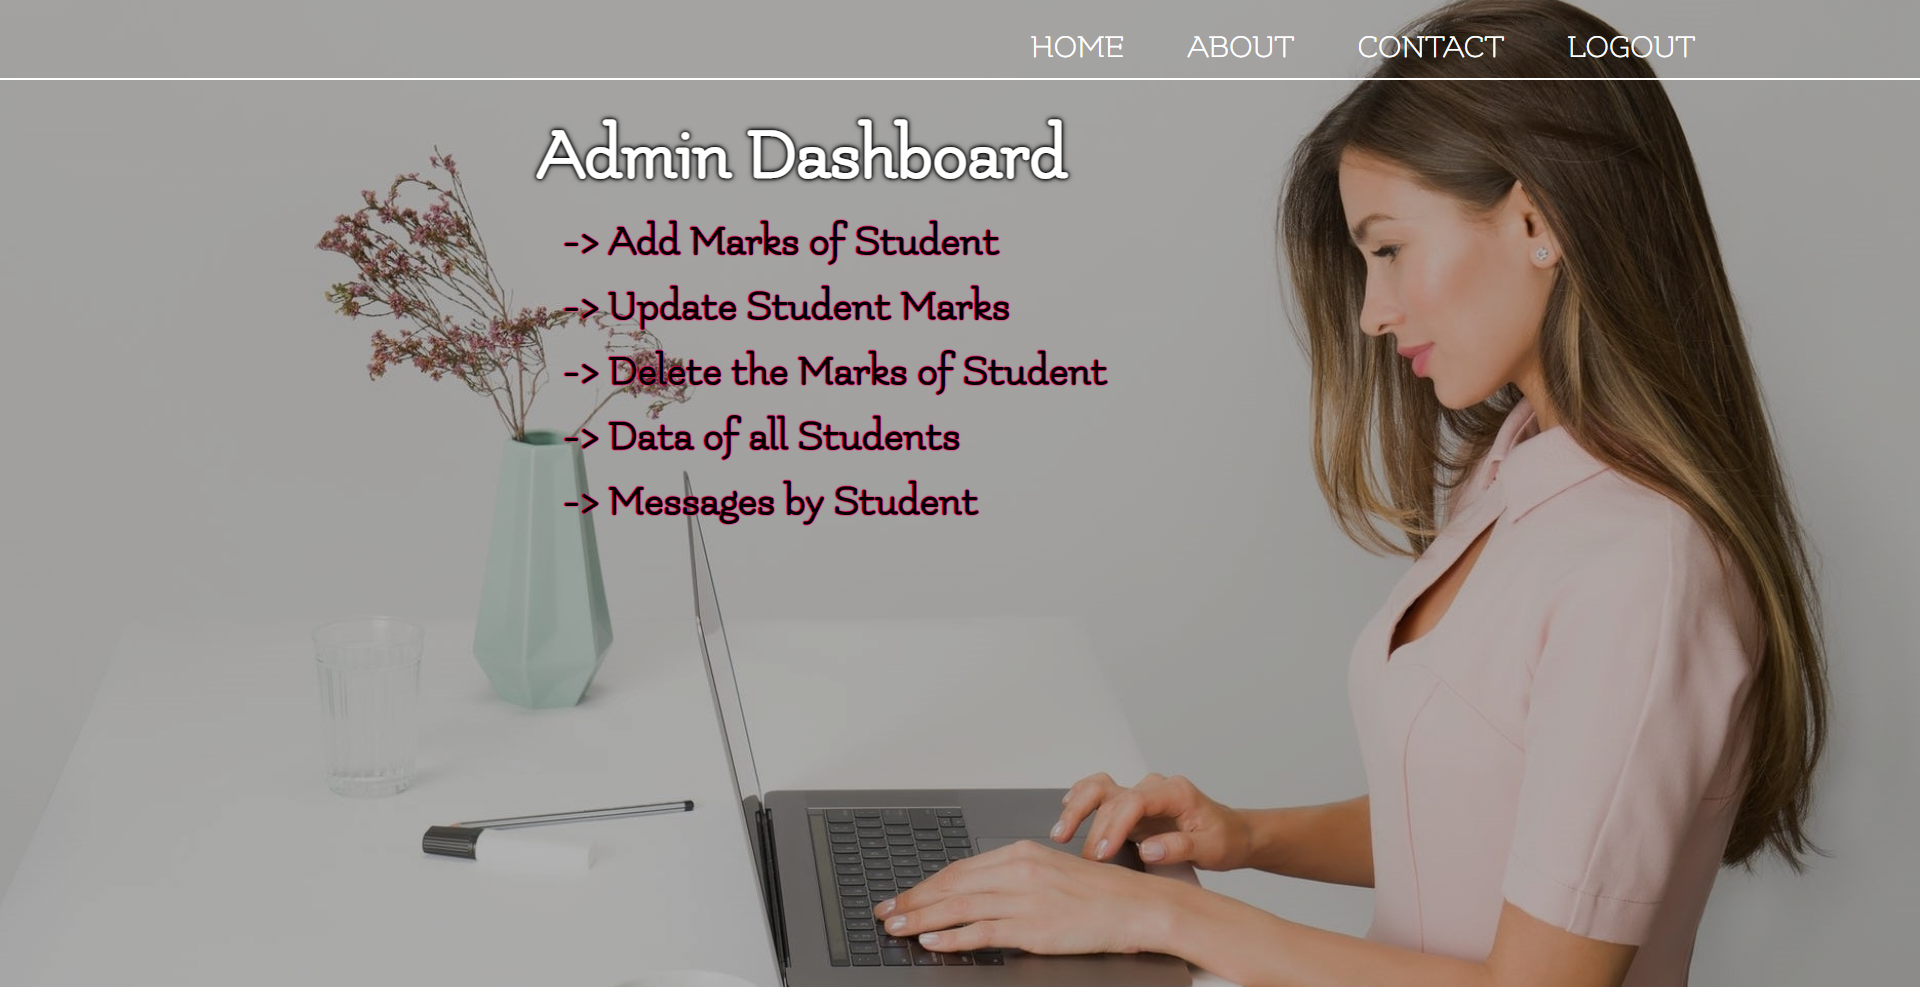 HOME ABOUT CONTACT LOGOUT
Admin Dashboard
-> Add Marks of Student
-> Update Student Marks
-> Delete the Marks of Student
-> Data of all Students
-> Messages by Student